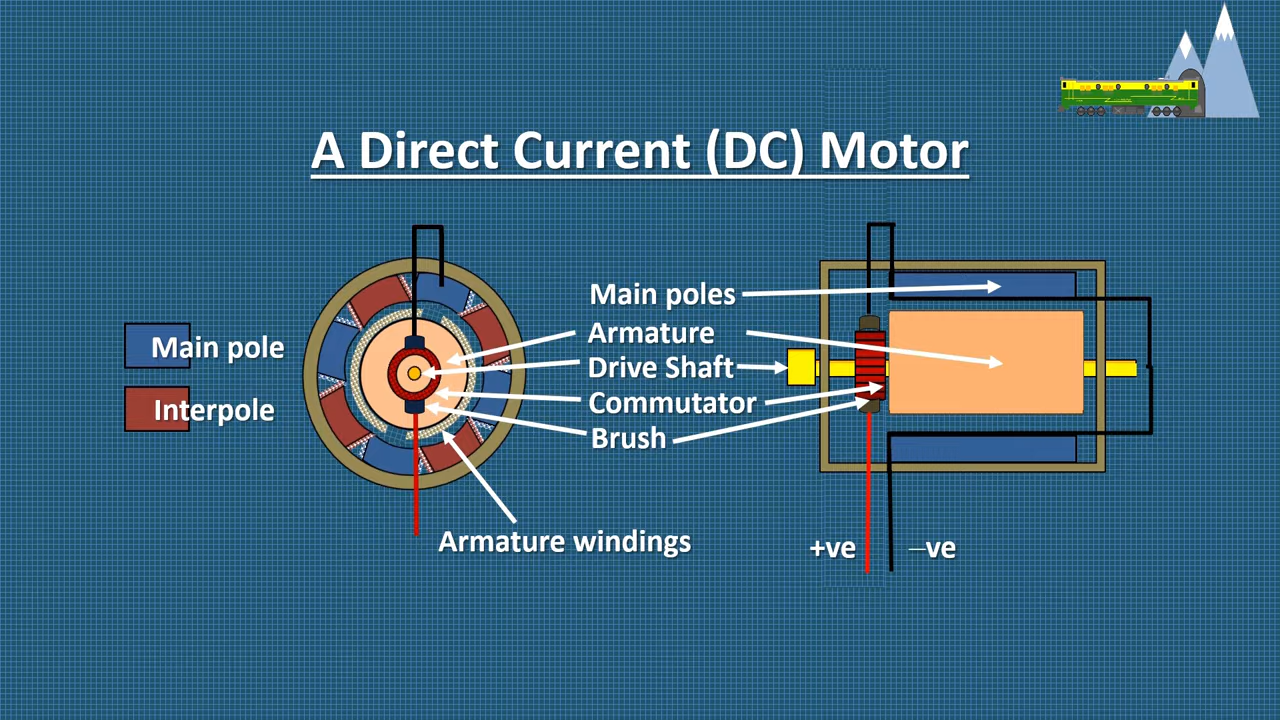 A Direct Current (DC) Motor
Main poles
Armature
Drive Shaft
Commutator
Brush
Main pole
Interpole
Armature windings
+ve
–ve